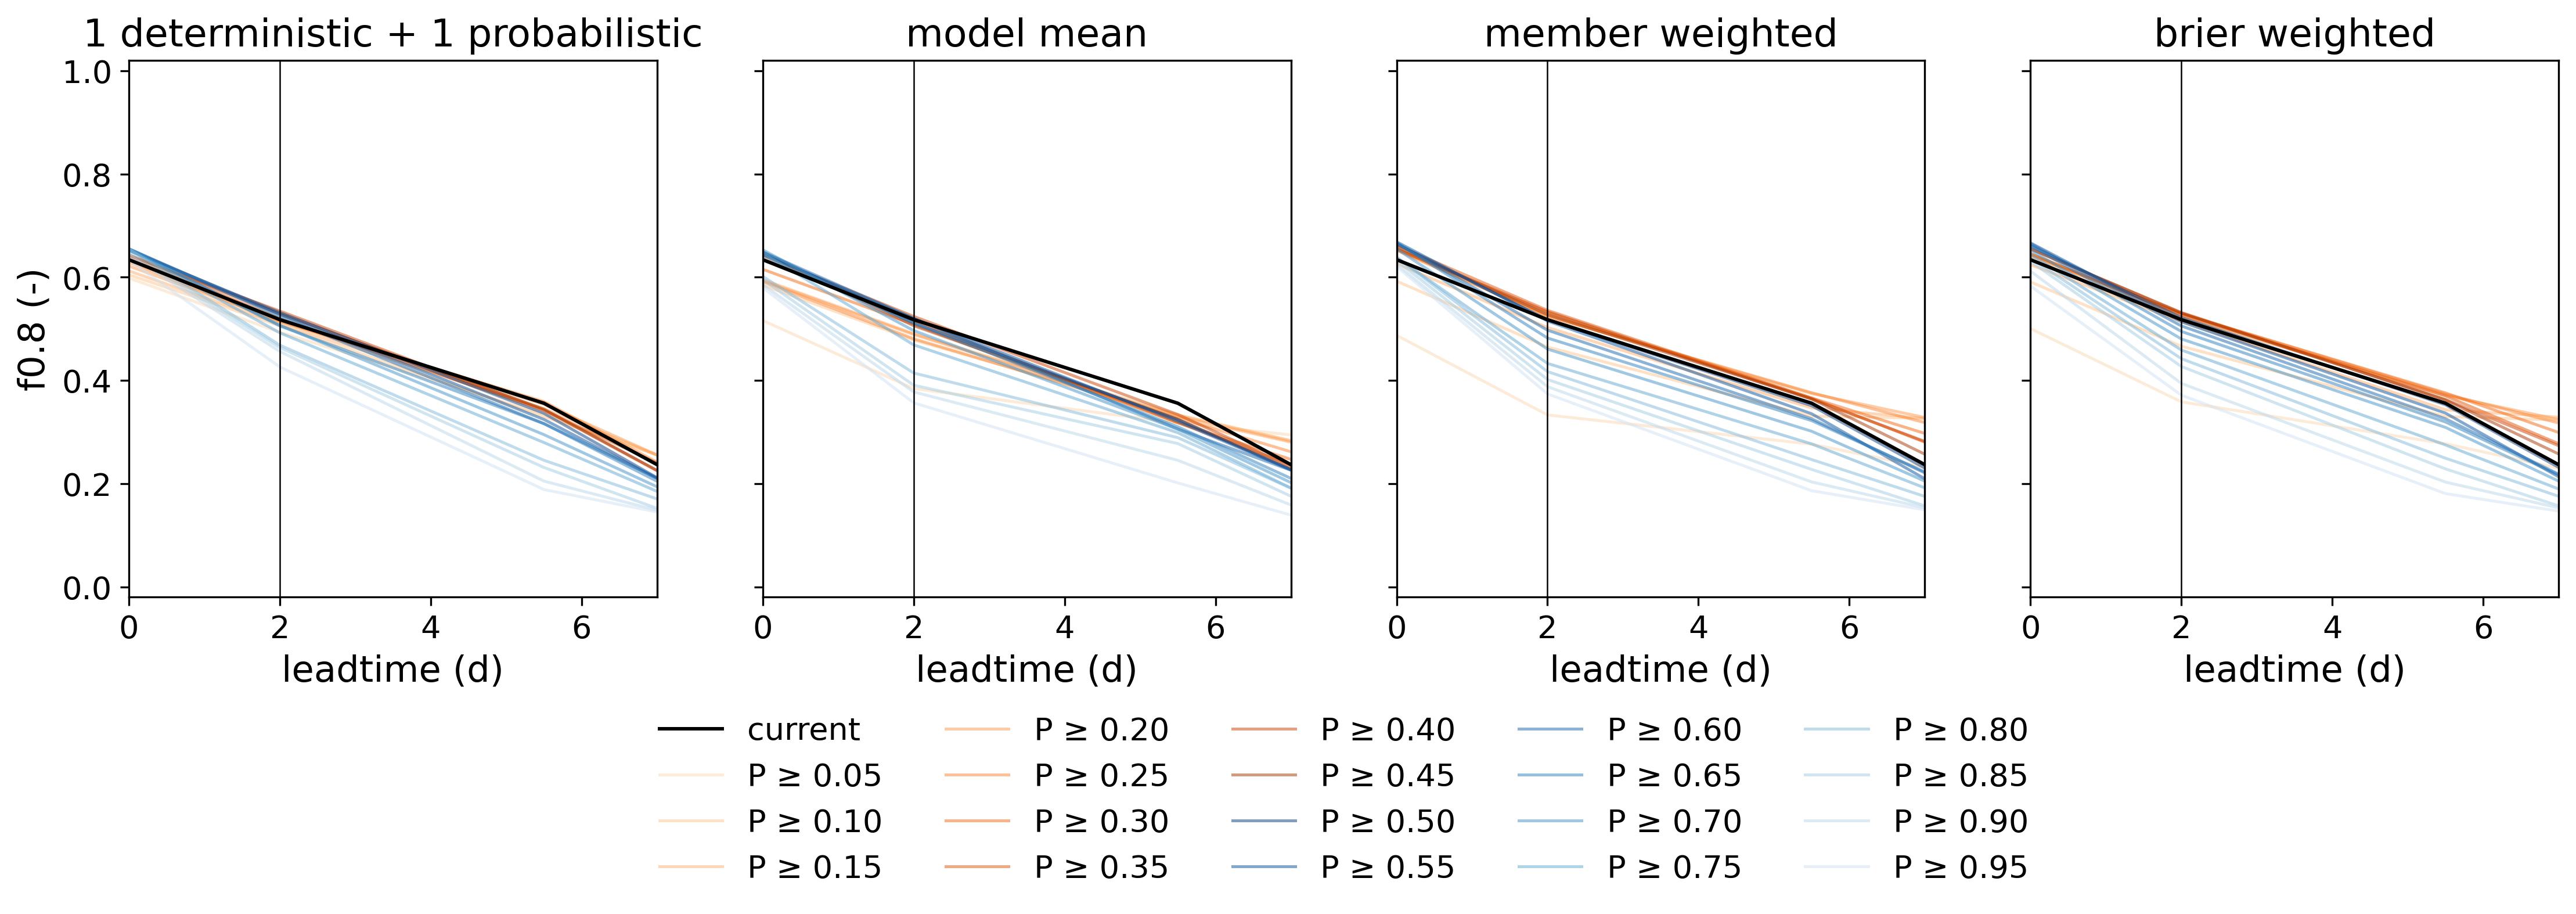 1 deterministic + 1 probabilistic
model mean
member weighted
brier weighted
f0.8 (-)
1.0
0.8
0.6
0.4
0.2
0.0
0 2 4 6
0 2 4 6
0 2 4 6
0 2 4 6
leadtime (d)
leadtime (d)
leadtime (d)
leadtime (d)
current
P ≥ 0.05
P ≥ 0.10
P ≥ 0.15
P ≥ 0.20
P ≥ 0.25
P ≥ 0.30
P ≥ 0.35
P ≥ 0.40
P ≥ 0.45
P ≥ 0.50
P ≥ 0.55
P ≥ 0.60
P ≥ 0.65
P ≥ 0.70
P ≥ 0.75
P ≥ 0.80
P ≥ 0.85
P ≥ 0.90
P ≥ 0.95